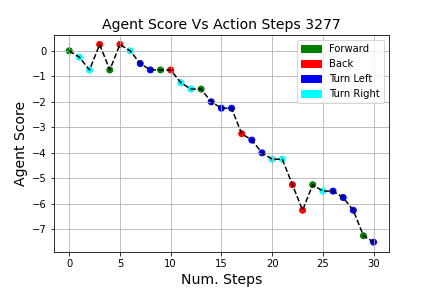 Agent Score Vs Action Steps 3277
Forward
Back
Turn Left
Turn Right
Agent Score
0
−1
−2
−3
−4
−5
−6
−7
0 5 10 15 20 25 30
Num. Steps